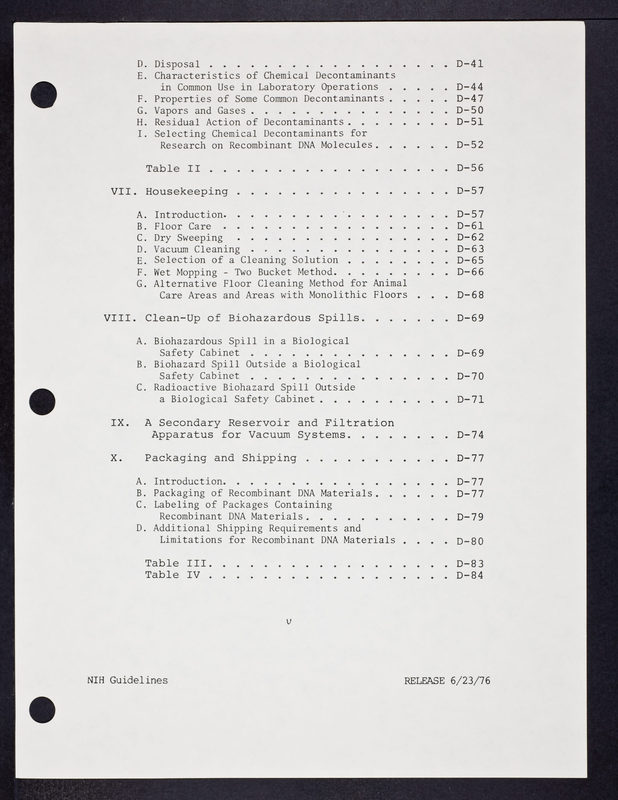 D. Disposal . . . . . . . . . . . . . . . . . . D-41
E. Characteristics of Chemical Decontaminants
in Common Use in Laboratory Operations . . . . . D-44
F. Properties of Some Common Decontaminants . . . . . D-47
G. Vapors and Gases . . . . . . . . . . . . . . . D-50
H. Residual Action of Decontaminants. . . . . . . . D-51
I. Selecting Chemical Decontaminants for
Research on Recombinant DNA Molecules. . . . . . D-52
Table II . . . . . . . . . . . . . . . . . . D-56
VII. Housekeeping . . . . . . . . . . . . . . . . D-57
A. Introduction. . . . . . . . . . . . . . . . . D-57
B. Floor Care . . . . . . . . . . . . . . . . . D-61
C. Dry Sweeping . . . . . . . . . . . . . . . . D-62
D. Vacuum Cleaning . . . . . . . . . . . . . . . D-63
E. Selection of a Cleaning Solution . . . . . . . . D-65
F. Wet Mopping - Two Bucket Method. . . . . . . . . D-66
G. Alternative Floor Cleaning Method for Animal
Care Areas and Areas with Monolithic Floors . . . D-68
VIII. Clean-Up of Biohazardous Spills. . . . . . . D-69
A. Biohazardous Spill in a Biological
Safety Cabinet . . . . . . . . . . . . . . . D-69
B. Biohazard Spill Outside a Biological
Safety Cabinet . . . . . . . . . . . . . . . D-70
C. Radioactive Biohazard Spill Outside
a Biological Safety Cabinet . . . . . . . . . . D-71
IX. A Secondary Reservoir and Filtration
Apparatus for Vacuum Systems. . . . . . . . D-74
X. Packaging and Shipping . . . . . . . . . . . D-77
A. Introduction. . . . . . . . . . . . . . . . . D-77
B. Packaging of Recombinant DNA Materials. . . . . . D-77
C. Labeling of Packages Containing
Recombinant DNA Materials. . . . . . . . . . . D-79
D. Additional Shipping Requirements and
Limitations for Recombinant DNA Materials . . . . D-80
Table III. . . . . . . . . . . . . . . . . . D-83
Table IV . . . . . . . . . . . . . . . . . . D-84
v
NIH Guidelines RELEASE 6/23/76